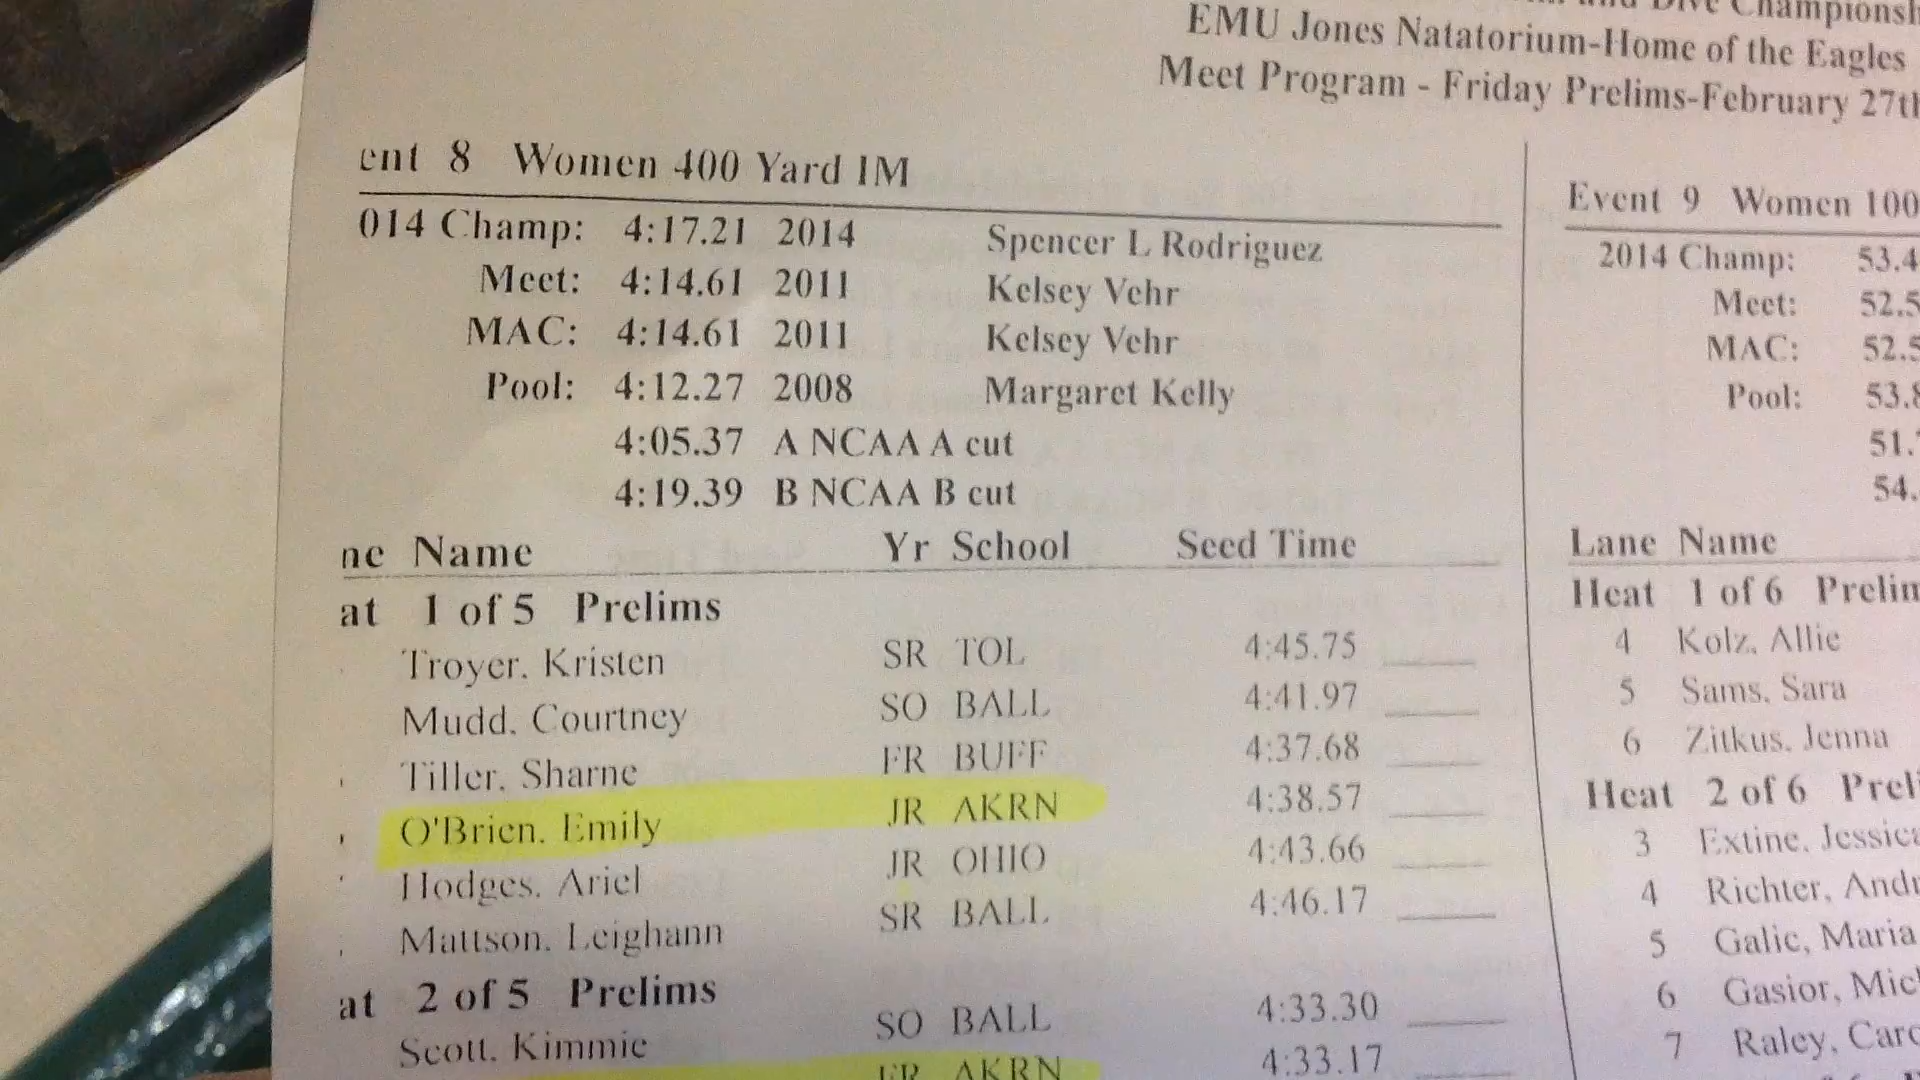 and Dive Championsh
EMU Jones Natatorium-Home of the Eagles
Meet Program - Friday Prelims-February 27th
ent 8 Women 400 Yard IM
014 Champ: 4:17.21 2014 Spencer L Rodriguez
Meet: 4:14.61 2011 Kelsey Vehr
MAC: 4:14.61 2011 Kelsey Vehr
Pool: 4:12.27 2008 Margaret Kelly
4:05.37 A NCAA A cut
4:19.39 B NCAA B cut
ne Name Yr School Seed Time
at 1 of 5 Prelims
Troyer, Kristen SR TOL 4:45.75
Mudd, Courtney SO BALL 4:41.97
Tiller, Sharne FR BUFF 4:37.68
O'Brien, Emily JR AKRN 4:38.57
Hodges, Ariel JR OHIO 4:43.66
Mattson, Leighann SR BALL 4:46.17
at 2 of 5 Prelims
Scott, Kimmie SO BALL 4:33.30
FR AKRN 4:33.17
Event 9 Women 100
2014 Champ: 53.4
Meet: 52.5
MAC: 52.5
Pool: 53.8
51.
54.
Lane Name
Heat 1 of 6 Prelim
4 Kolz, Allie
5 Sams, Sara
6 Zitkus, Jenna
Heat 2 of 6 Preli
3 Extine, Jessica
4 Richter, Andr
5 Galic, Maria
6 Gasior, Mich
7 Raley, Caro